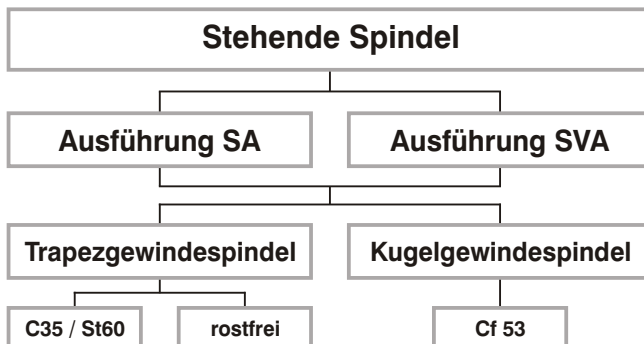 Stehende Spindel
Ausführung SA
Ausführung SVA
Trapezgewindespindel
Kugelgewindespindel
C35 / St60
rostfrei
Cf 53